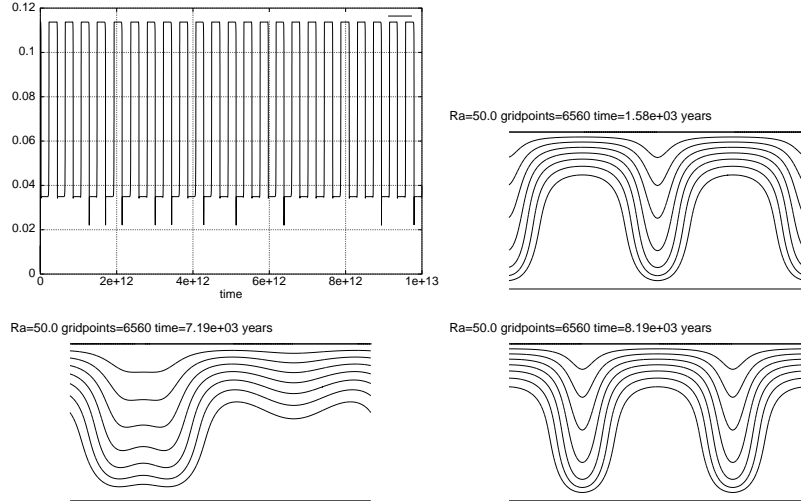 0.12
0.1
0.08
0.06
0.04
0.02
0
0 2e+12 4e+12 6e+12 8e+12 1e+13
time
Ra=50.0 gridpoints=6560 time=1.58e+03 years
Ra=50.0 gridpoints=6560 time=7.19e+03 years
Ra=50.0 gridpoints=6560 time=8.19e+03 years